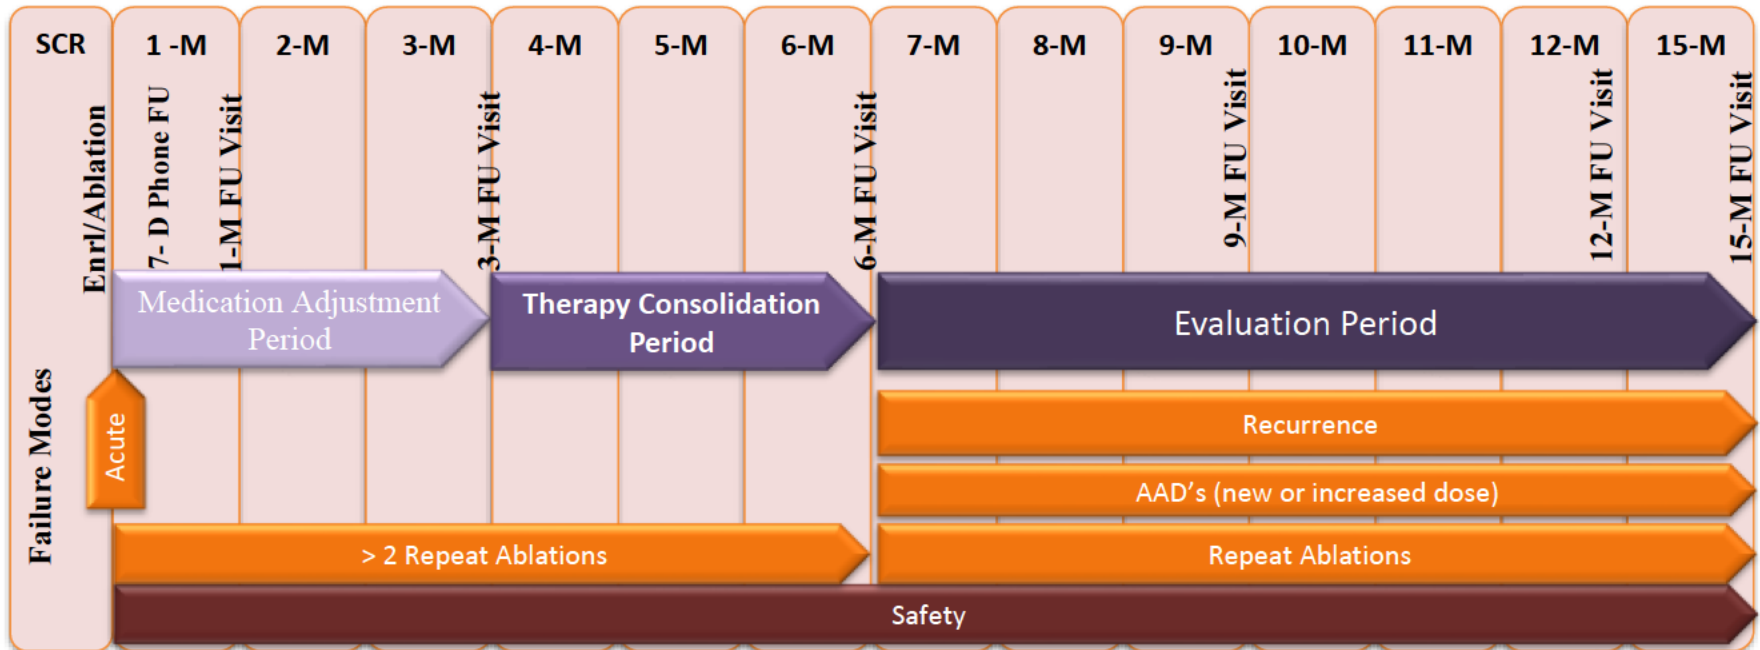 SCR
1 -M
2-M
3-M
4-M
5-M
6-M
7-M
8-M
9-M
10-M
11-M
12-M
15-M
Enrl/Ablation
7- D Phone FU
1-M FU Visit
3-M FU Visit
6-M FU Visit
9-M FU Visit
12-M FU Visit
15-M FU Visit
Medication Adjustment
Period
Therapy Consolidation
Period
Evaluation Period
Failure Modes
Acute
Recurrence
AAD's (new or increased dose)
> 2 Repeat Ablations
Repeat Ablations
Safety